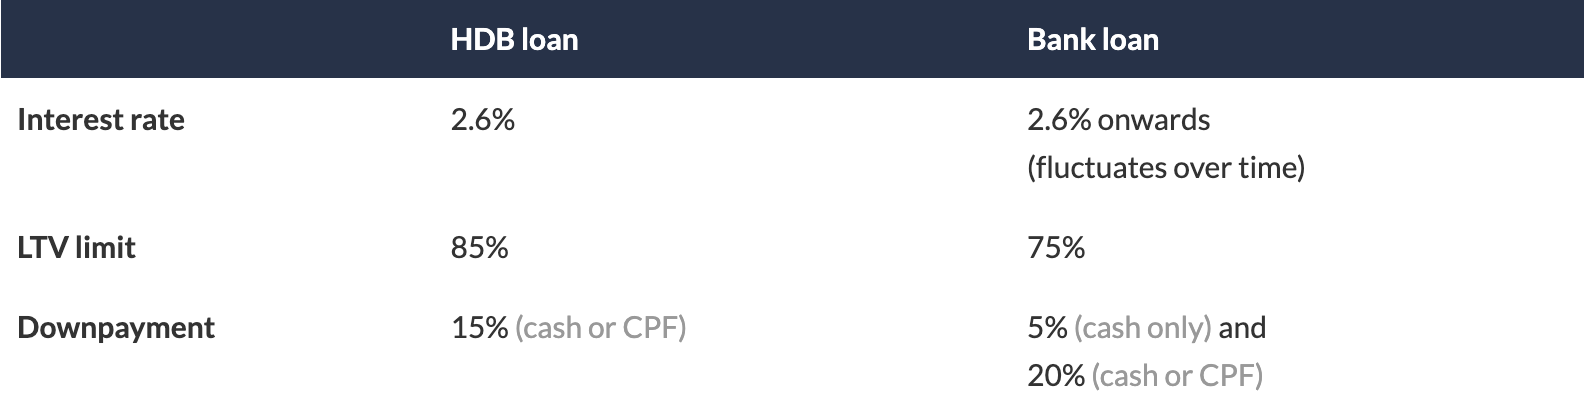 HDB loan Bank loan
Interest rate 2.6% 2.6% onwards
(fluctuates over time)
LTV limit 85% 75%
Downpayment 15% (cash or CPF) 5% (cash only) and
20% (cash or CPF)